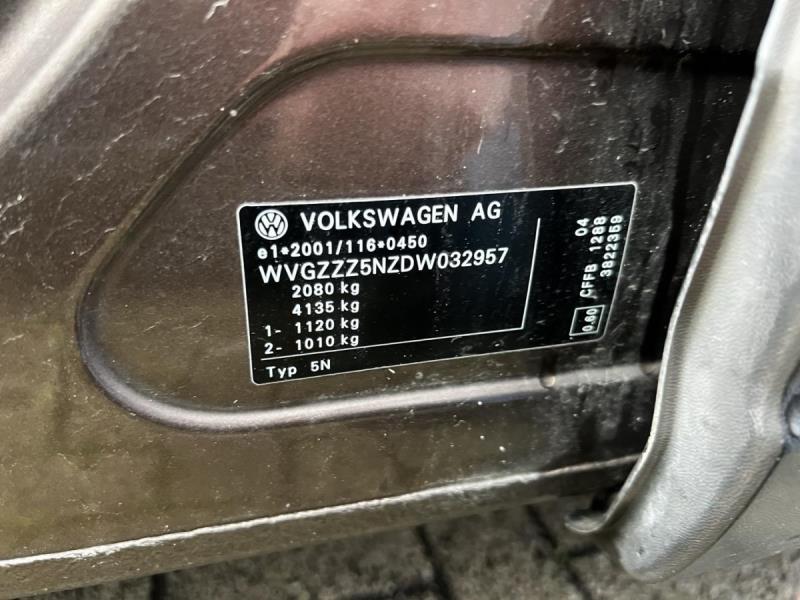 VOLKSWAGEN AG
e1*2001/116*0450
WVGZZZ5NZDW032957
2080 kg
4135 kg
1- 1120 kg
2- 1010 kg
Typ 5N
04
CFFB 1288
3822359
0.60